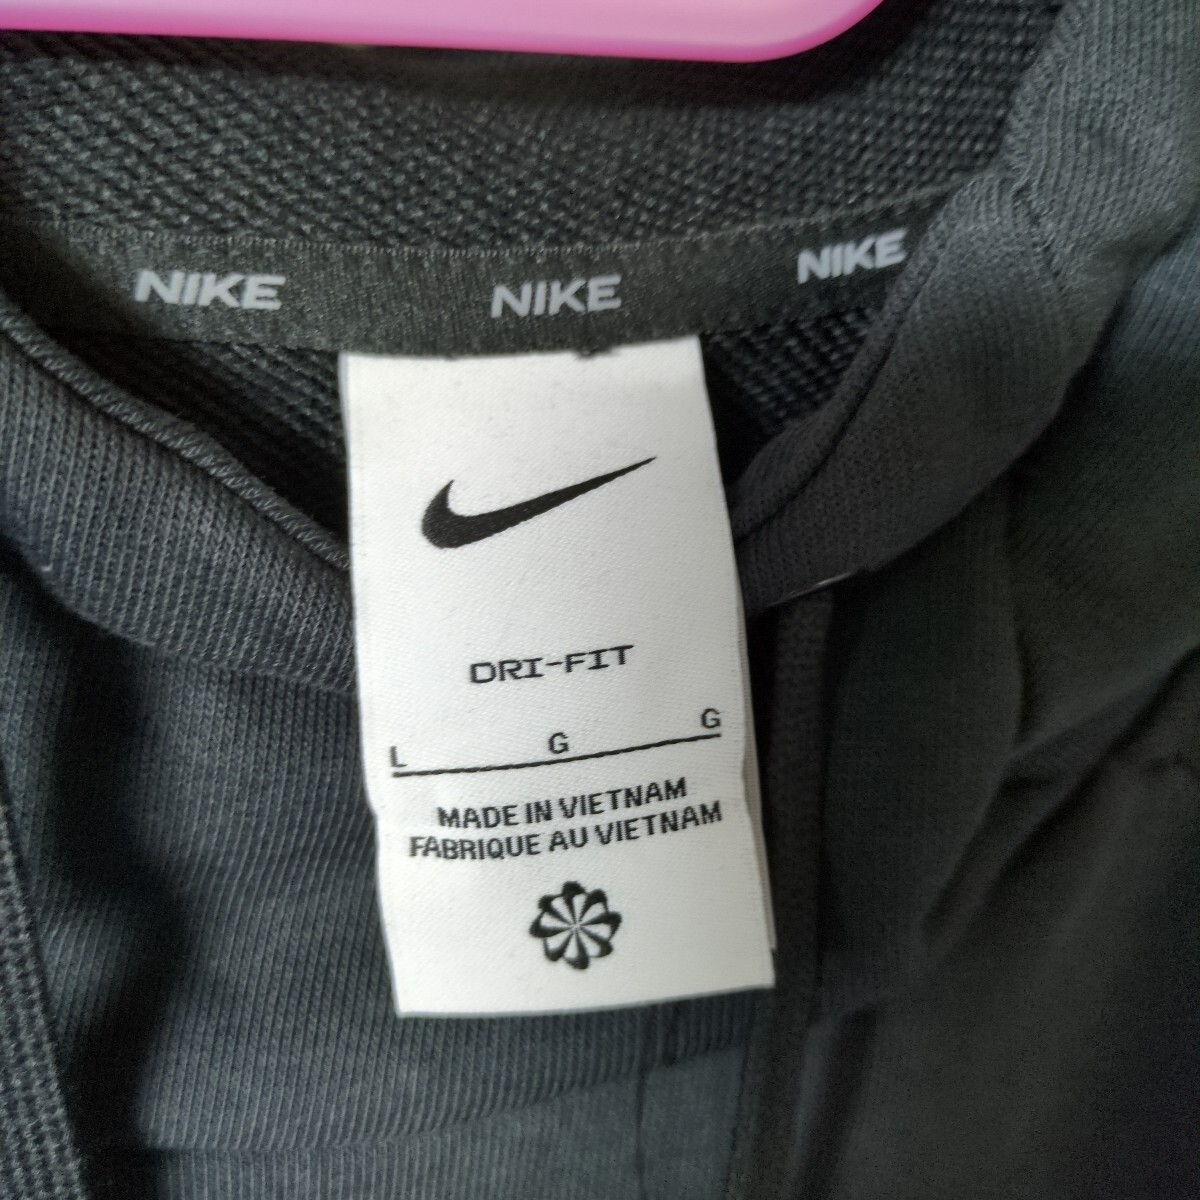 NIKE NIKE NIKE
DRI-FIT
L G G
MADE IN VIETNAM
FABRIQUE AU VIETNAM